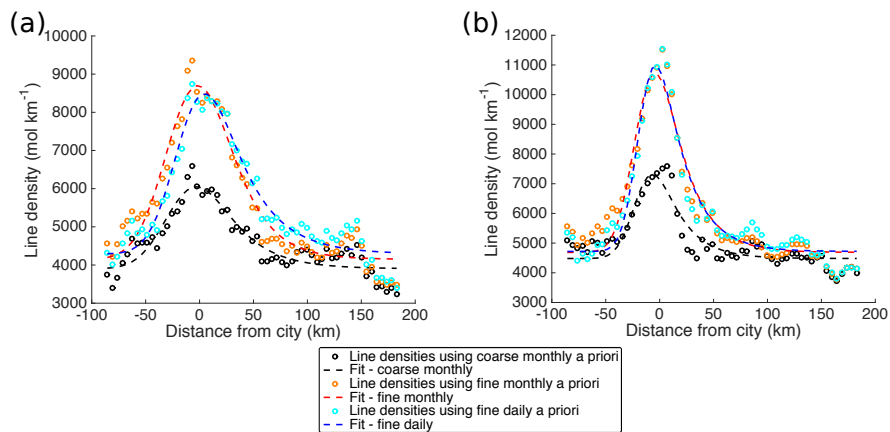 (a)
10000
9000
8000
7000
6000
5000
4000
3000
-100
-50
0
50
100
150
200
Line density (mol km⁻¹)
Distance from city (km)
(b)
12000
11000
10000
9000
8000
7000
6000
5000
4000
3000
-100
-50
0
50
100
150
200
Line density (mol km⁻¹)
Distance from city (km)
Line densities using coarse monthly a priori
Fit - coarse monthly
Line densities using fine monthly a priori
Fit - fine monthly
Line densities using fine daily a priori
Fit - fine daily